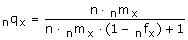 ₙqₓ = n · ₙmₓ / n · ₙmₓ · (1 − ₙfₓ) + 1